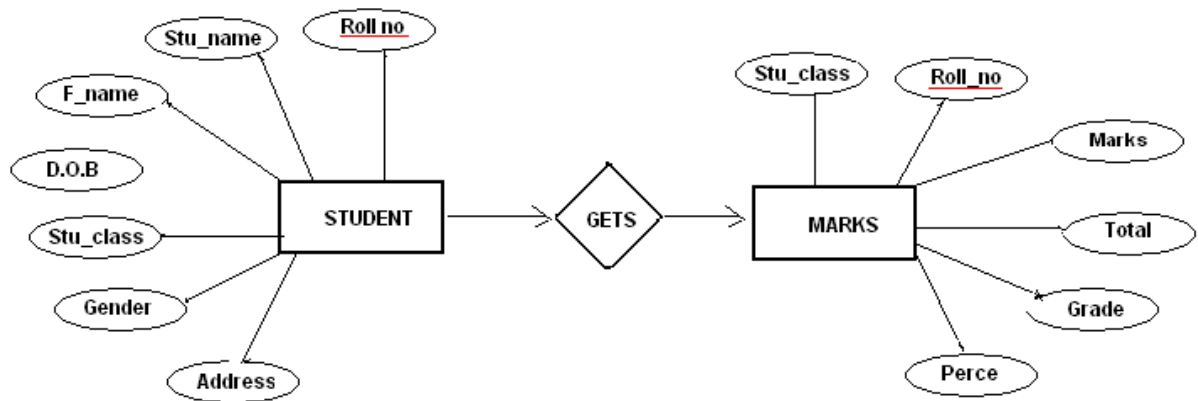 Roll no
Stu_name
F_name
D.O.B
Stu_class
Gender
Address
STUDENT
GETS
MARKS
Stu_class
Roll_no
Marks
Total
Grade
Perce